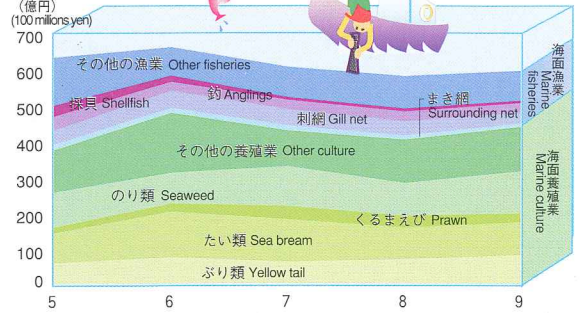 (億円)
(100 millions yen)
700
600
500
400
300
200
100
0
その他の漁業 Other fisheries
採貝 Shellfish
釣 Anglings
刺網 Gill net
まき網
Surrounding net
その他の養殖業 Other culture
のり類 Seaweed
くるまえび Prawn
たい類 Sea bream
ぶり類 Yellow tail
海面漁業
Marine
fisheries
海面養殖業
Marine culture
5 6 7 8 9